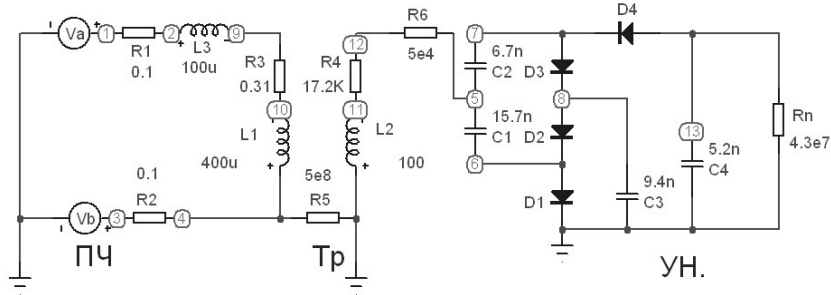 Va
1
R1
0.1
2
L3
100u
9
R3
0.31
10
L1
400u
12
R4
17.2K
11
L2
100
R6
5e4
7
6.7n
C2
D3
D4
5
8
15.7n
C1
D2
6
D1
9.4n
C3
13
5.2n
C4
Rn
4.3e7
0.1
Vb
3
R2
4
5e8
R5
ПЧ
Тр
УН.